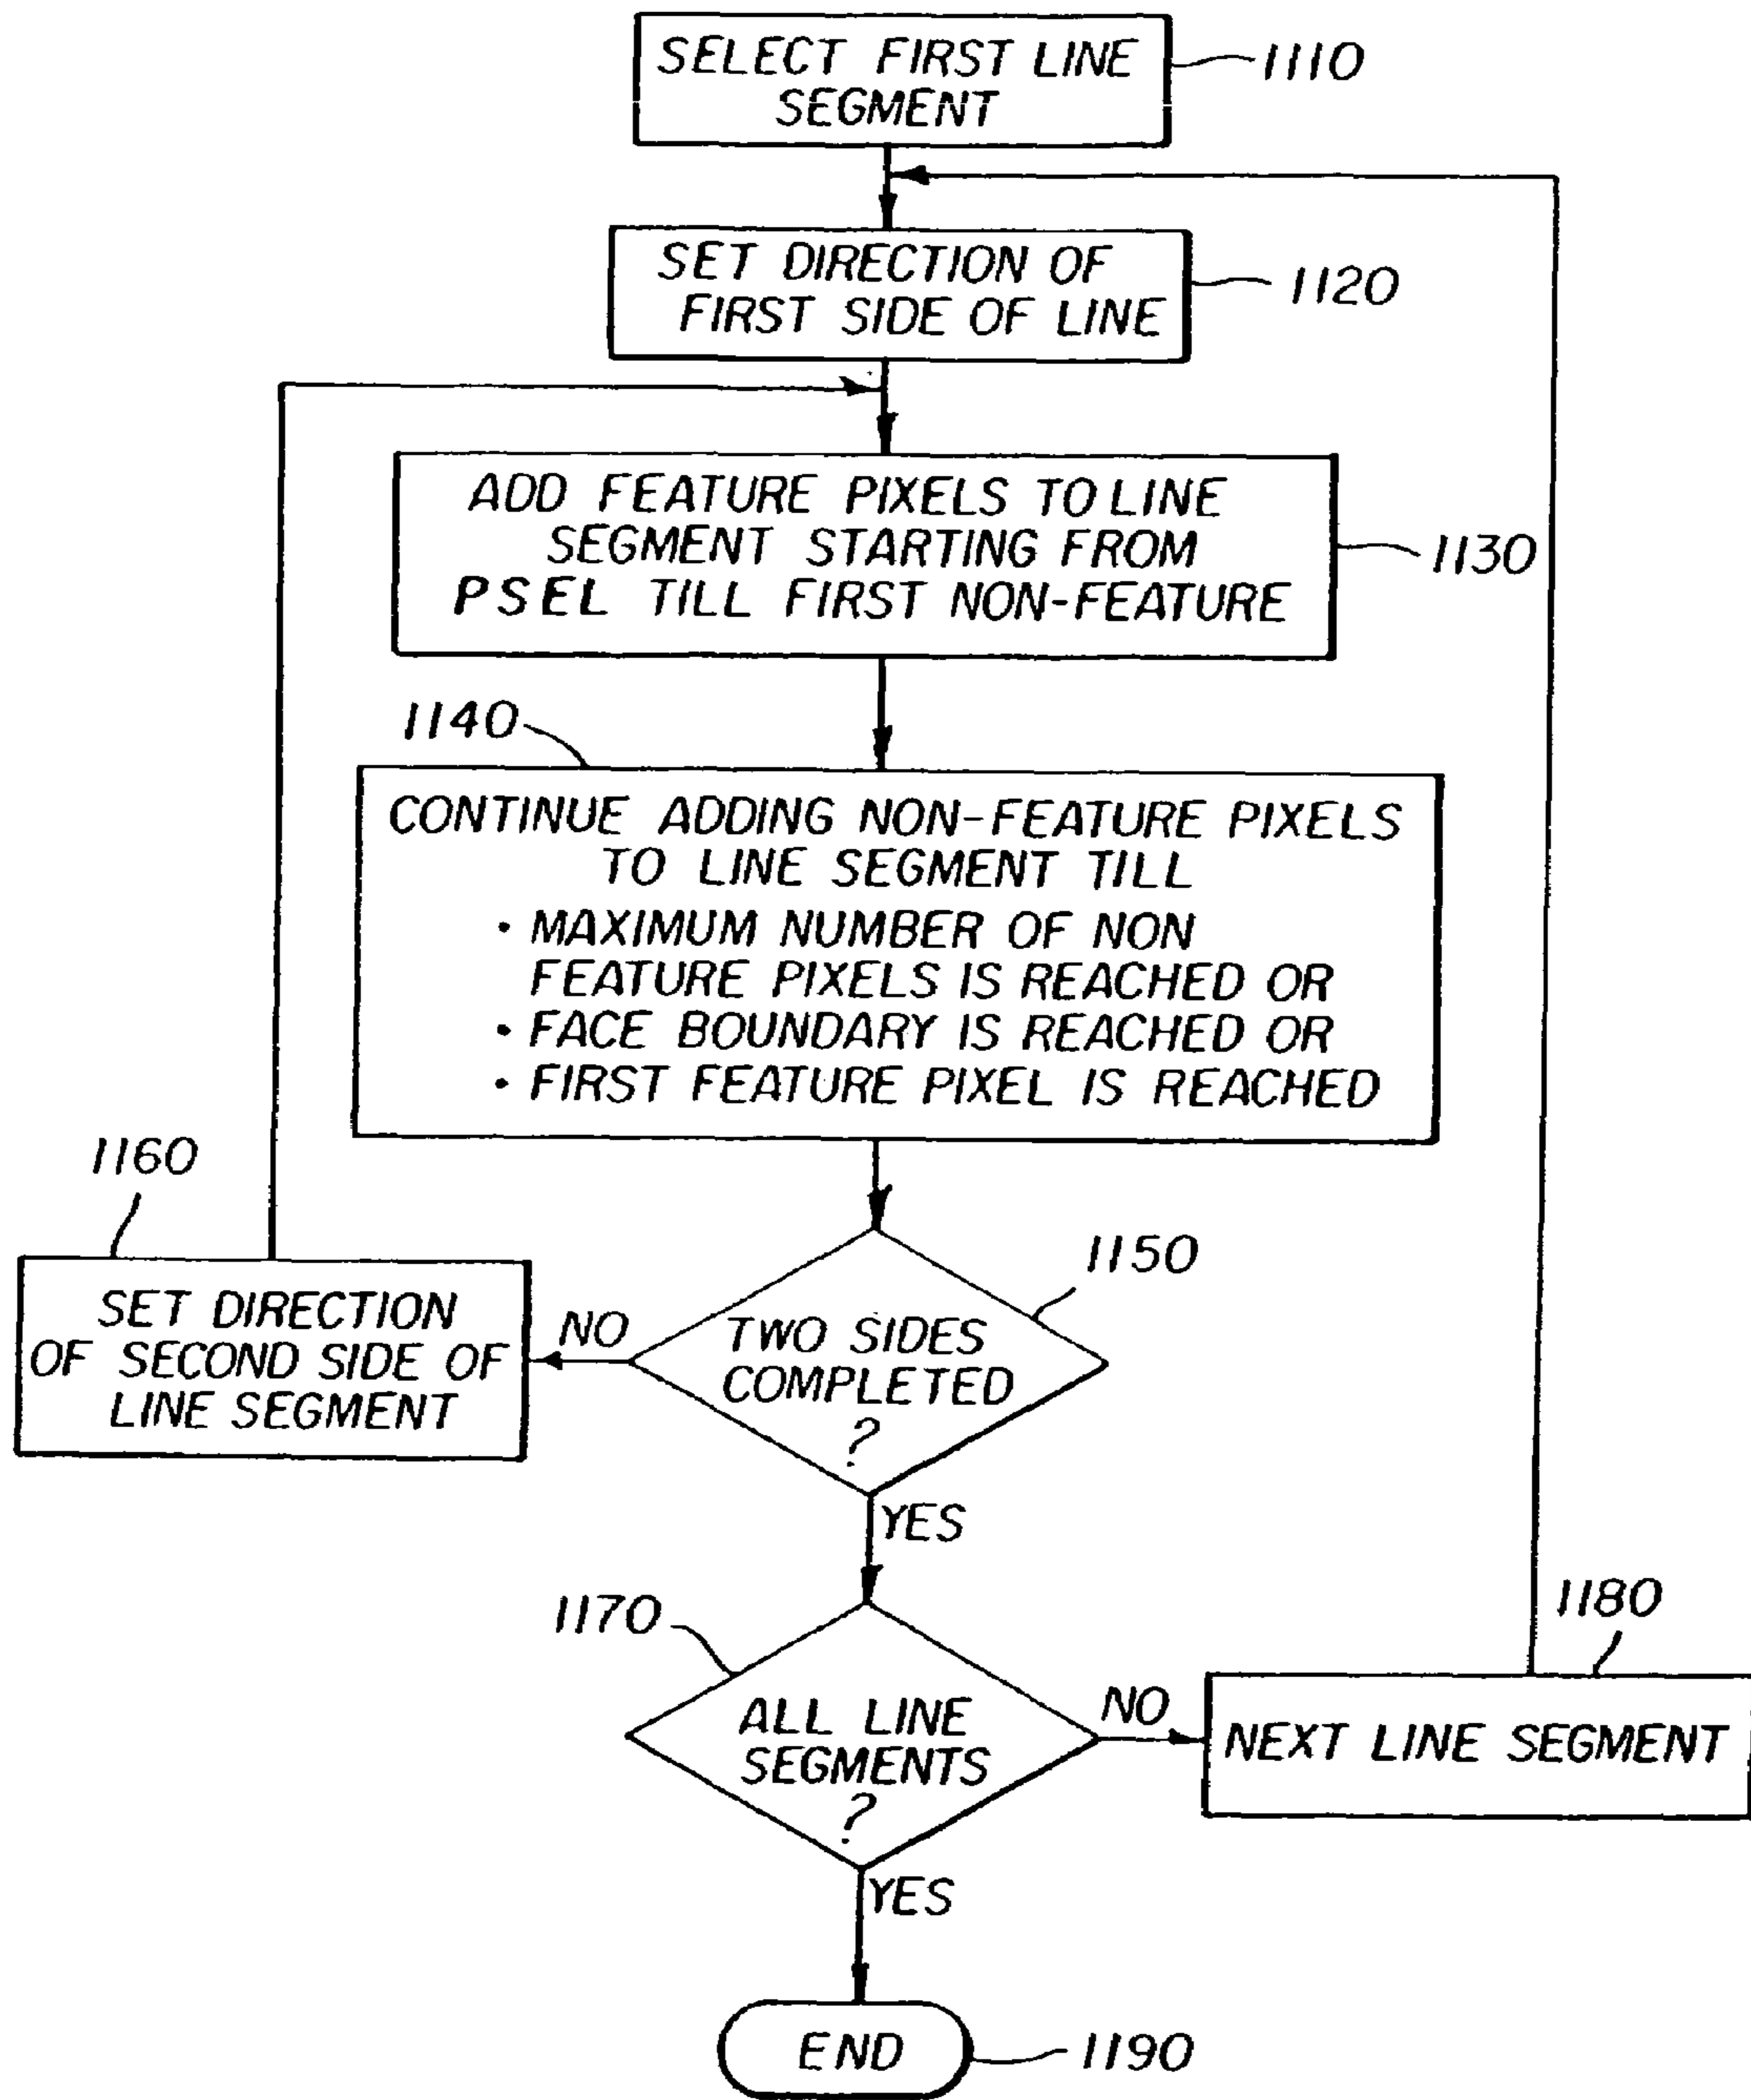 SELECT FIRST LINE
SEGMENT
1110
SET DIRECTION OF
FIRST SIDE OF LINE
1120
ADD FEATURE PIXELS TO LINE
SEGMENT STARTING FROM
PSEL TILL FIRST NON-FEATURE
1130
1140
CONTINUE ADDING NON-FEATURE PIXELS
TO LINE SEGMENT TILL
• MAXIMUM NUMBER OF NON
FEATURE PIXELS IS REACHED OR
• FACE BOUNDARY IS REACHED OR
• FIRST FEATURE PIXEL IS REACHED
1160
SET DIRECTION
OF SECOND SIDE OF
LINE SEGMENT
NO
1150
TWO SIDES
COMPLETED
?
YES
1170
ALL LINE
SEGMENTS
?
NO
1180
NEXT LINE SEGMENT
YES
END
1190